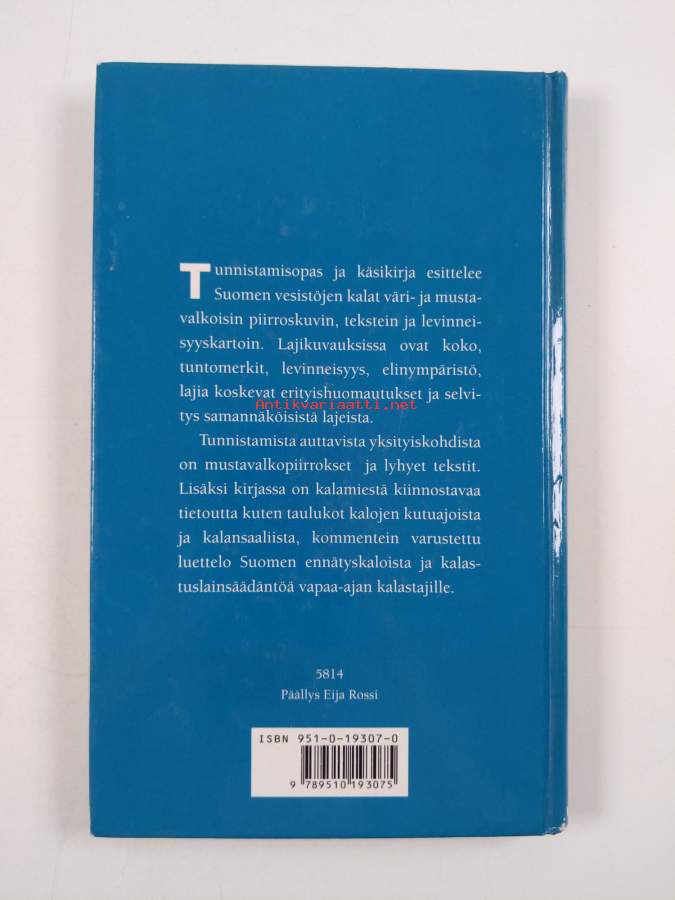 Tunnistamisopas ja käsikirja esittelee
Suomen vesistöjen kalat väri- ja musta-
valkoisin piirroskuvin, tekstein ja levinnei-
syyskartoin. Lajikuvauksissa ovat koko,
tuntomerkit, levinneisyys, elinympäristö,
lajia koskevat erityishuomautukset ja selvi-
Antikvariaatti.net
tys samannäköisistä lajeista.
Tunnistamista auttavista yksityiskohdista
on mustavalkopiirrokset ja lyhyet tekstit.
Lisäksi kirjassa on kalamiestä kiinnostavaa
tietoutta kuten taulukot kalojen kutuajoista
ja kalansaaliista, kommentein varustettu
luettelo Suomen ennätyskaloista ja kalas-
tuslainsäädäntöä vapaa-ajan kalastajille.
5814
Päällys Eija Rossi
ISBN 951-0-19307-0
9 789510 193075